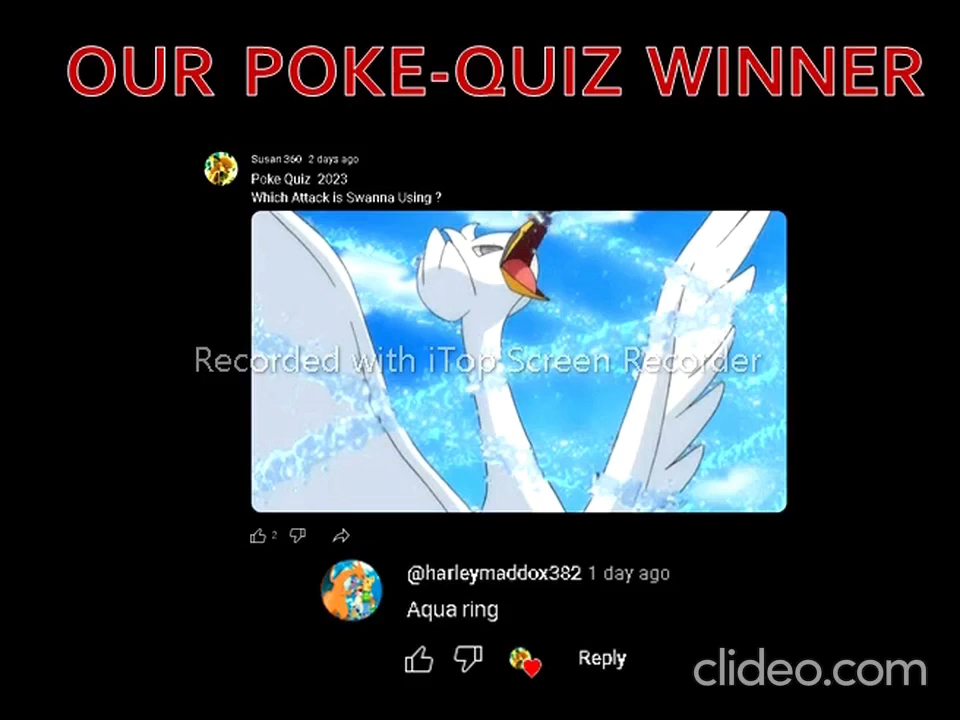 OUR POKE-QUIZ WINNER
Susan 360 2 days ago
Poke Quiz 2023
Which Attack is Swanna Using ?
Recorded with iTop Screen Recorder
2
@harleymaddox382 1 day ago
Aqua ring
Reply
clideo.com